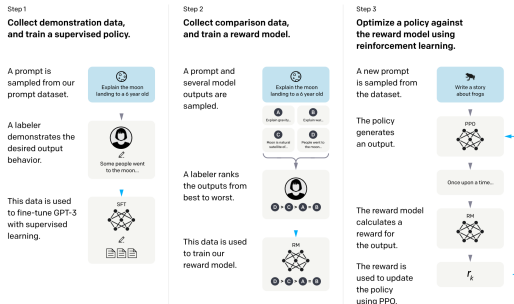 Step 1
Collect demonstration data,
and train a supervised policy.
A prompt is
sampled from our
prompt dataset.
Explain the moon
landing to a 6 year old
A labeler
demonstrates the
desired output
behavior.
Some people went
to the moon...
This data is used
to fine-tune GPT-3
with supervised
learning.
SFT
Step 2
Collect comparison data,
and train a reward model.
A prompt and
several model
outputs are
sampled.
Explain the moon
landing to a 6 year old
A
Explain gravity...
B
Explain war...
C
Moon is natural
satellite of...
D
People went to
the moon...
A labeler ranks
the outputs from
best to worst.
D > C > A = B
This data is used
to train our
reward model.
RM
D > C > A = B
Step 3
Optimize a policy against
the reward model using
reinforcement learning.
A new prompt
is sampled from
the dataset.
Write a story
about frogs
The policy
generates
an output.
PPO
Once upon a time...
The reward model
calculates a
reward for
the output.
RM
The reward is
used to update
the policy
using PPO.
rk